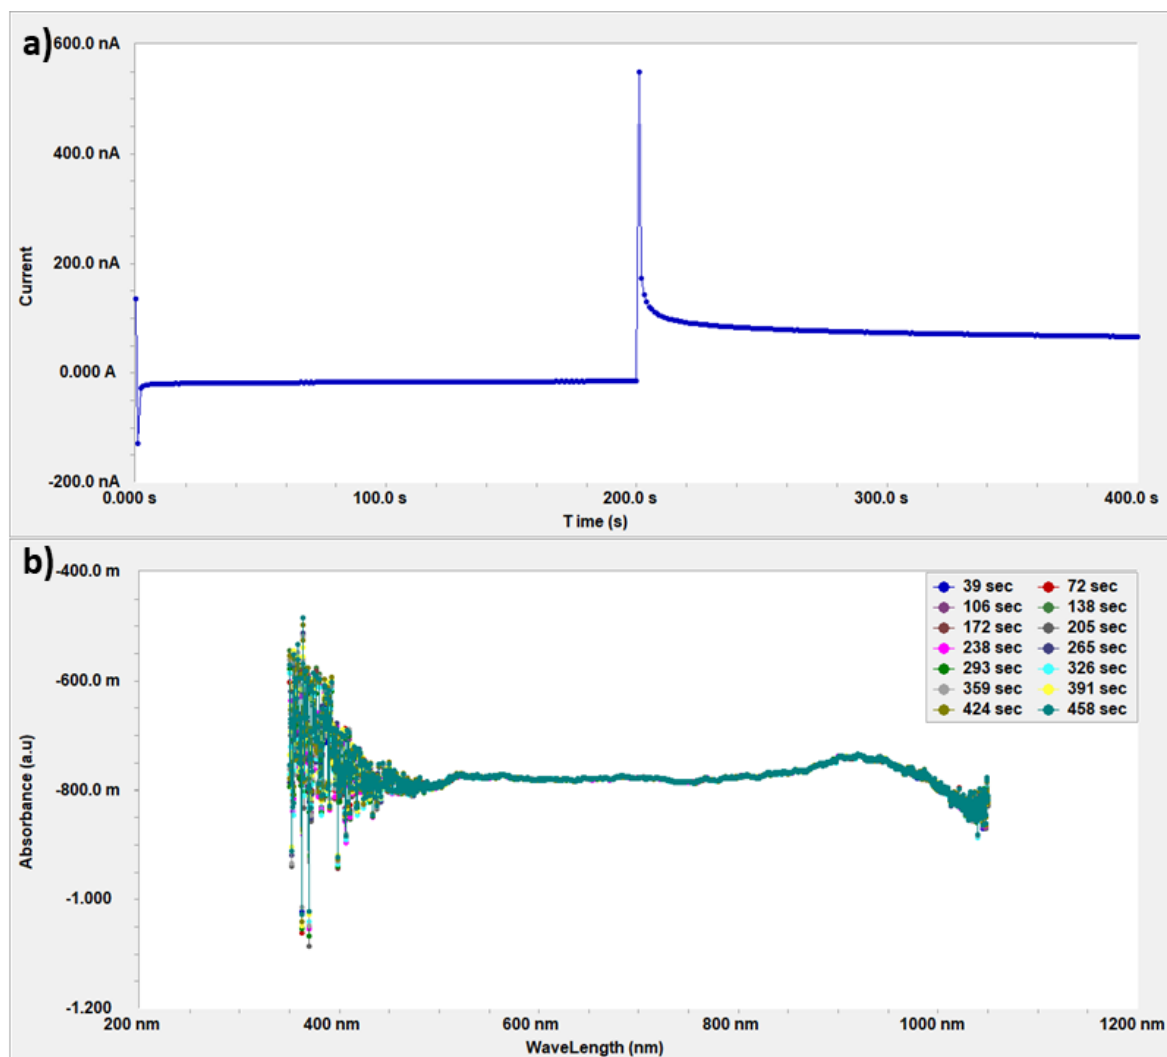 a)
600.0 nA
400.0 nA
200.0 nA
0.000 A
-200.0 nA
Current
0.000 s 100.0 s 200.0 s 300.0 s 400.0 s
Time (s)
b)
-400.0 m
-600.0 m
-800.0 m
-1.000
-1.200
Absorbance (a.u)
39 sec 72 sec
106 sec 138 sec
172 sec 205 sec
238 sec 265 sec
293 sec 326 sec
359 sec 391 sec
424 sec 458 sec
200 nm 400 nm 600 nm 800 nm 1000 nm 1200 nm
WaveLength (nm)